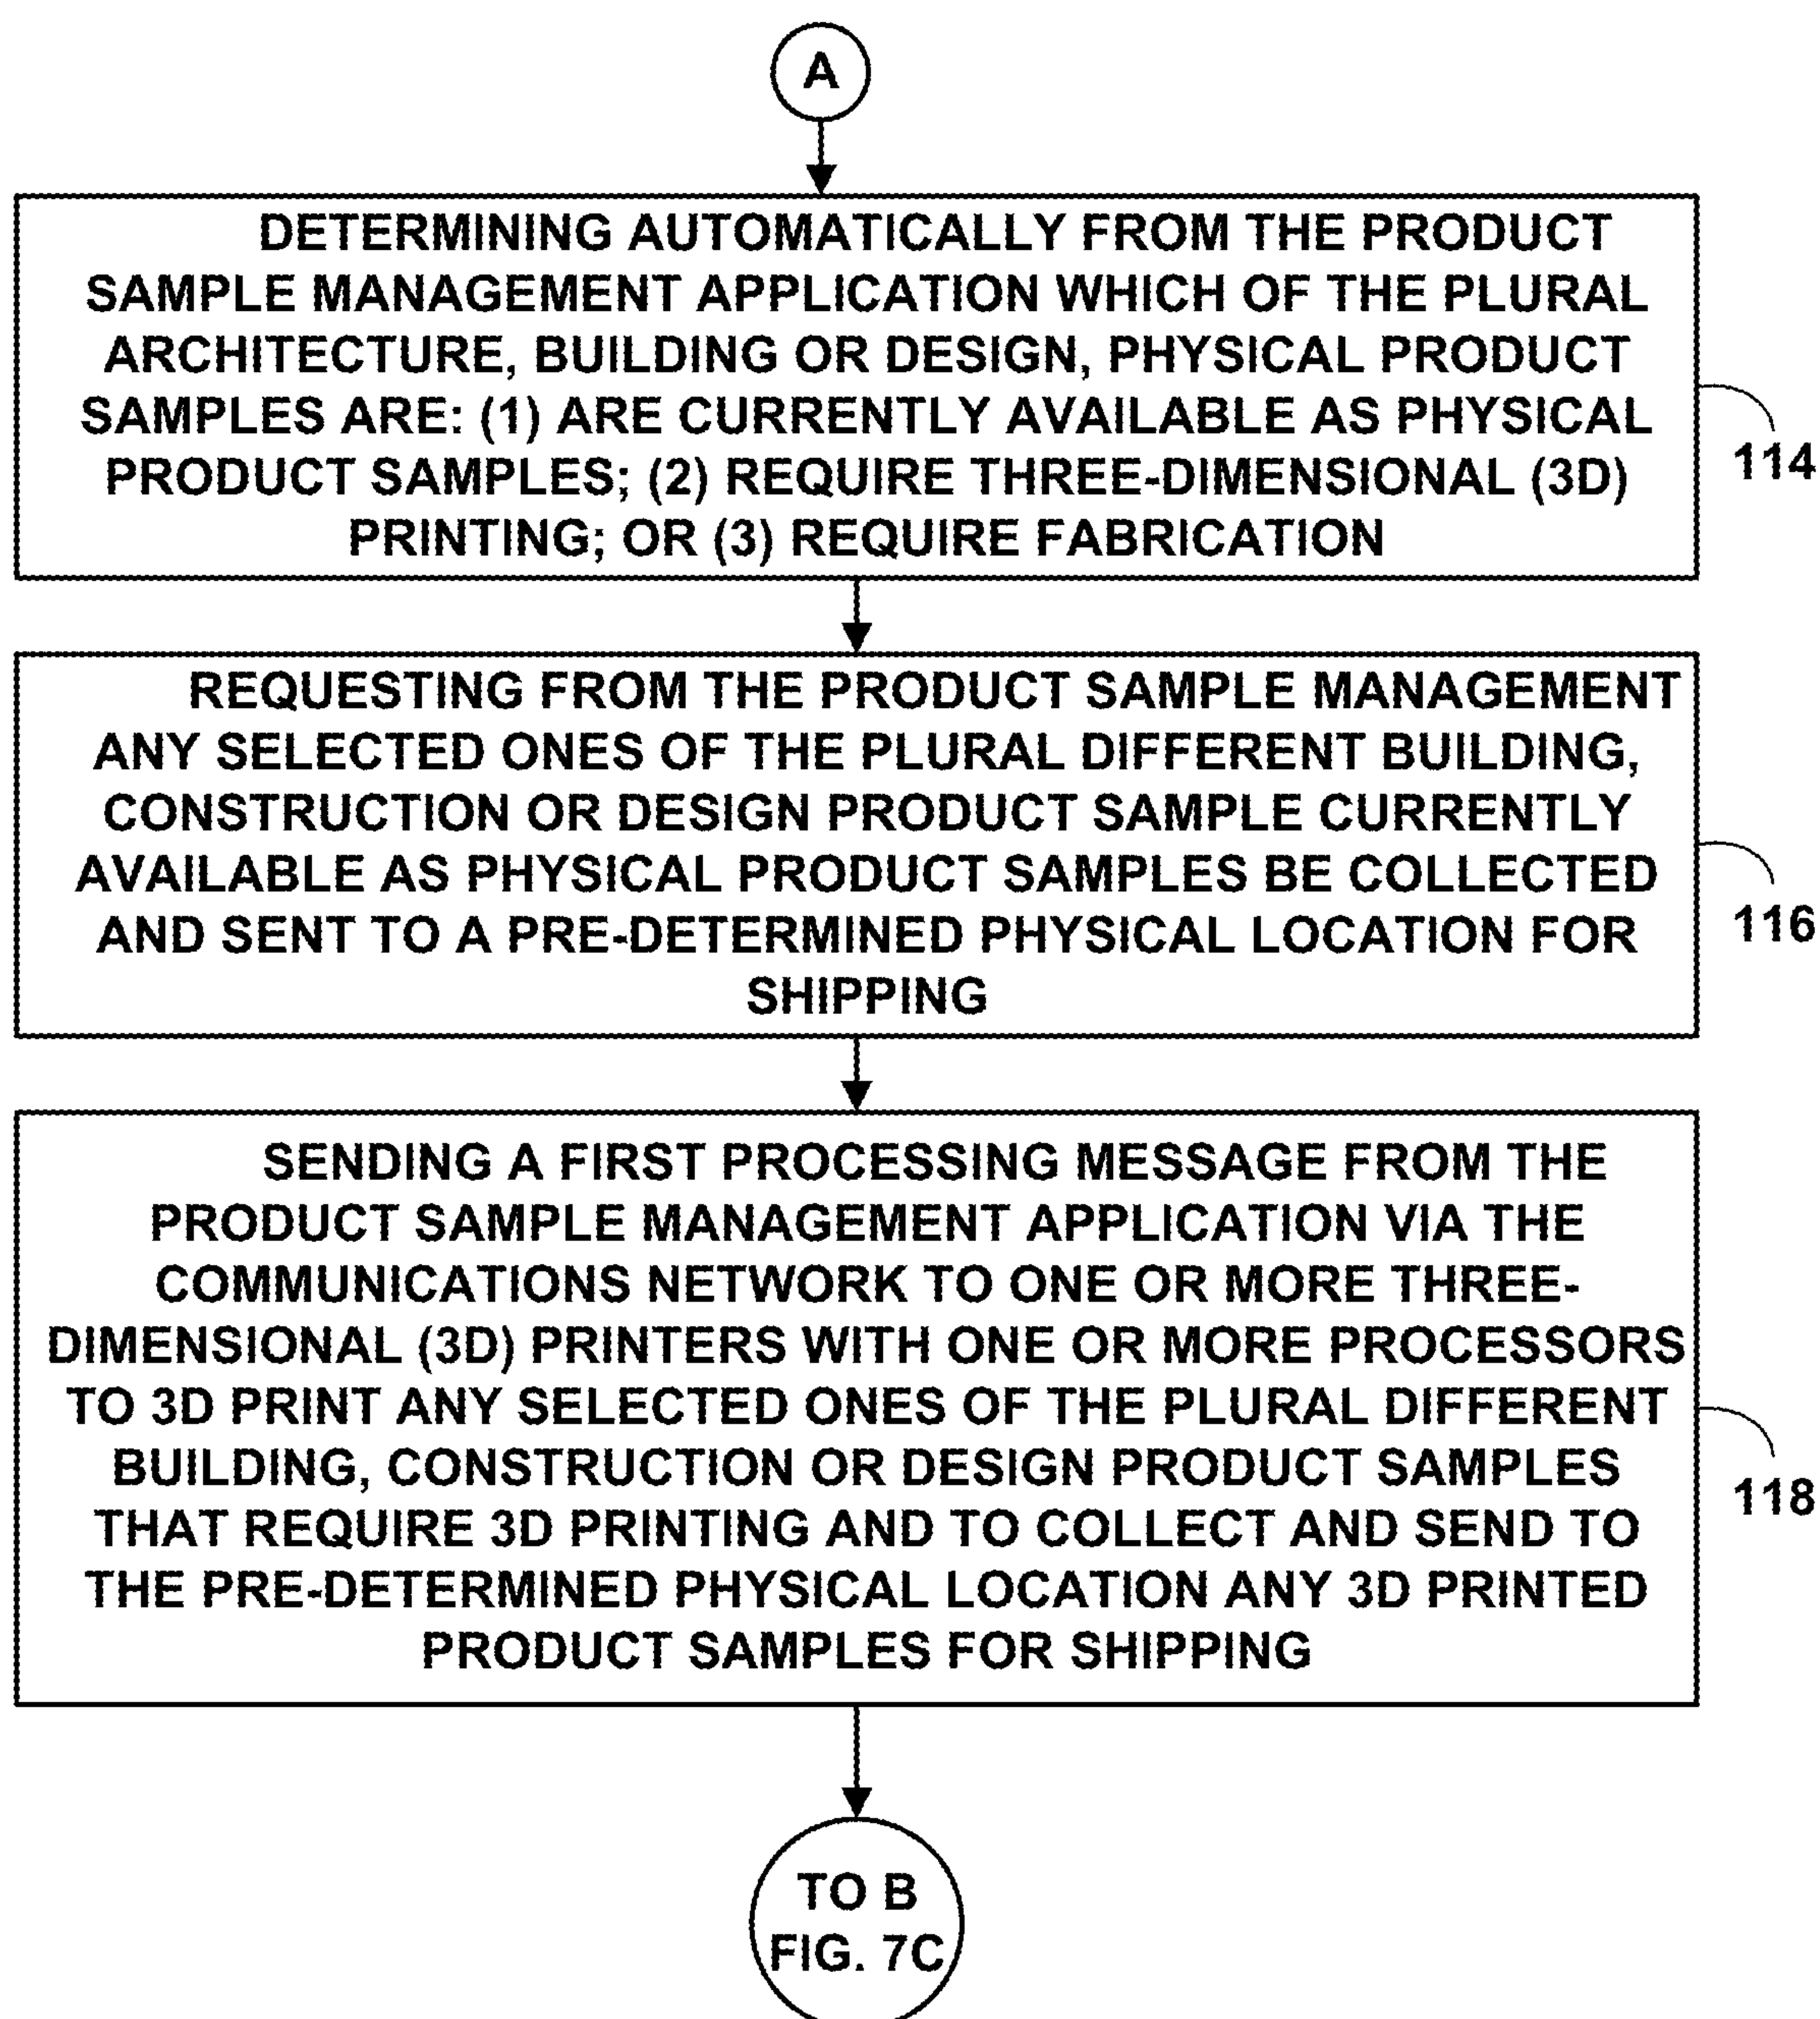 A
DETERMINING AUTOMATICALLY FROM THE PRODUCT
SAMPLE MANAGEMENT APPLICATION WHICH OF THE PLURAL
ARCHITECTURE, BUILDING OR DESIGN, PHYSICAL PRODUCT
SAMPLES ARE: (1) ARE CURRENTLY AVAILABLE AS PHYSICAL
PRODUCT SAMPLES; (2) REQUIRE THREE-DIMENSIONAL (3D)
PRINTING; OR (3) REQUIRE FABRICATION
114
REQUESTING FROM THE PRODUCT SAMPLE MANAGEMENT
ANY SELECTED ONES OF THE PLURAL DIFFERENT BUILDING,
CONSTRUCTION OR DESIGN PRODUCT SAMPLE CURRENTLY
AVAILABLE AS PHYSICAL PRODUCT SAMPLES BE COLLECTED
AND SENT TO A PRE-DETERMINED PHYSICAL LOCATION FOR
SHIPPING
116
SENDING A FIRST PROCESSING MESSAGE FROM THE
PRODUCT SAMPLE MANAGEMENT APPLICATION VIA THE
COMMUNICATIONS NETWORK TO ONE OR MORE THREE-
DIMENSIONAL (3D) PRINTERS WITH ONE OR MORE PROCESSORS
TO 3D PRINT ANY SELECTED ONES OF THE PLURAL DIFFERENT
BUILDING, CONSTRUCTION OR DESIGN PRODUCT SAMPLES
THAT REQUIRE 3D PRINTING AND TO COLLECT AND SEND TO
THE PRE-DETERMINED PHYSICAL LOCATION ANY 3D PRINTED
PRODUCT SAMPLES FOR SHIPPING
118
TO B
FIG. 7C